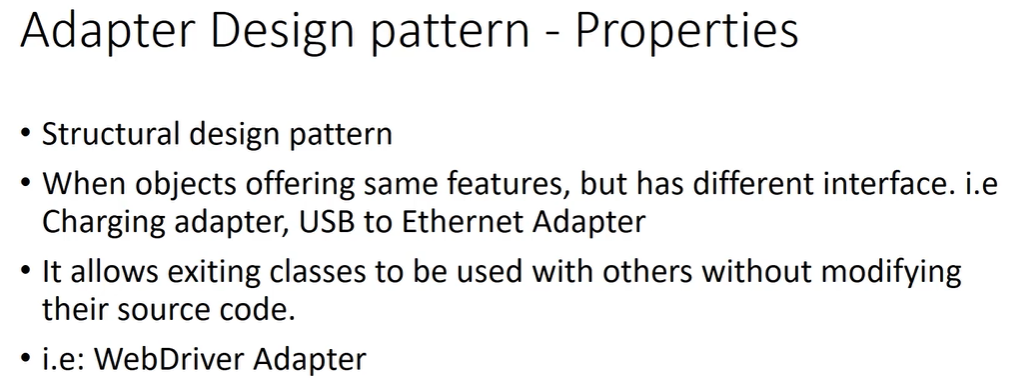 Adapter Design pattern - Properties
• Structural design pattern
• When objects offering same features, but has different interface. i.e
Charging adapter, USB to Ethernet Adapter
• It allows exiting classes to be used with others without modifying
their source code.
• i.e: WebDriver Adapter